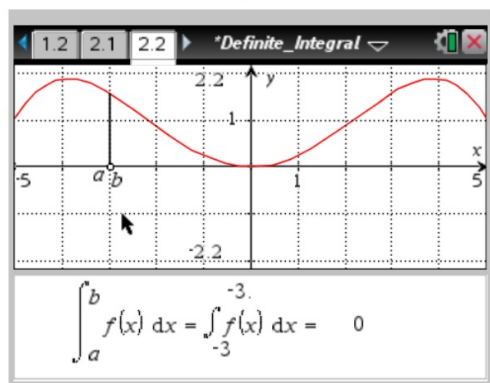 1.2 2.1 2.2 *Definite_Integral
2.2 y
1
x
-5 a b 1 5
-2.2
∫_a^b f(x) dx = ∫_-3^-3. f(x) dx = 0